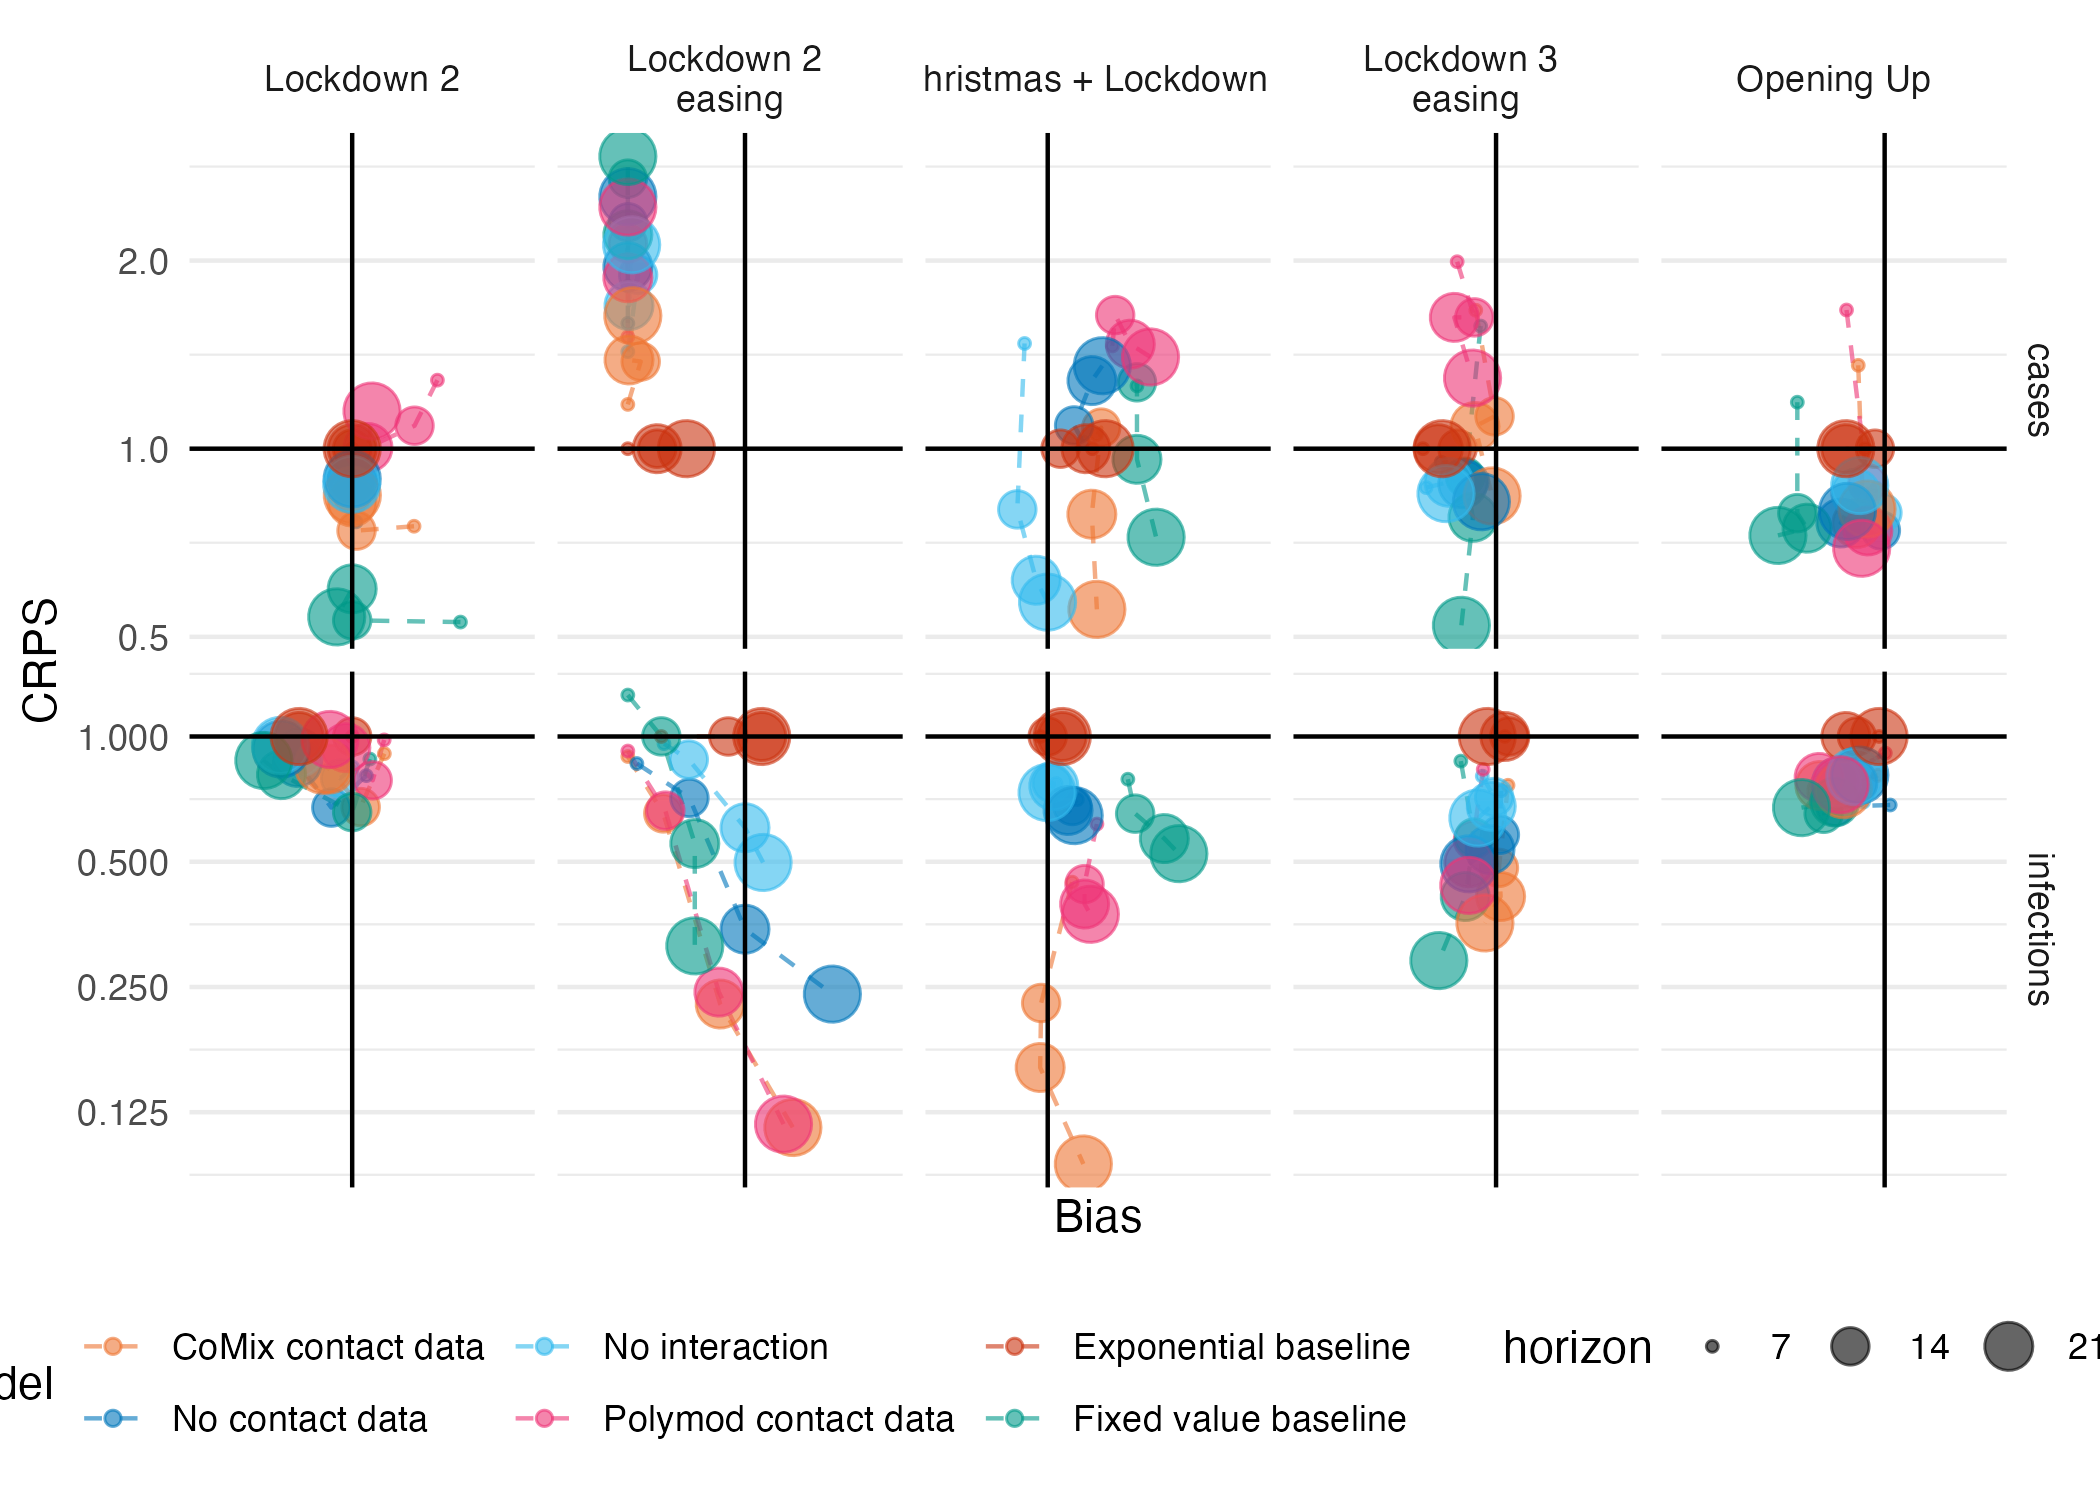 Lockdown 2
Lockdown 2
easing
hristmas + Lockdown
Lockdown 3
easing
Opening Up
2.0
1.0
0.5
cases
CRPS
1.000
0.500
0.250
0.125
infections
Bias
del
CoMix contact data
No interaction
Exponential baseline
No contact data
Polymod contact data
Fixed value baseline
horizon
7
14
21